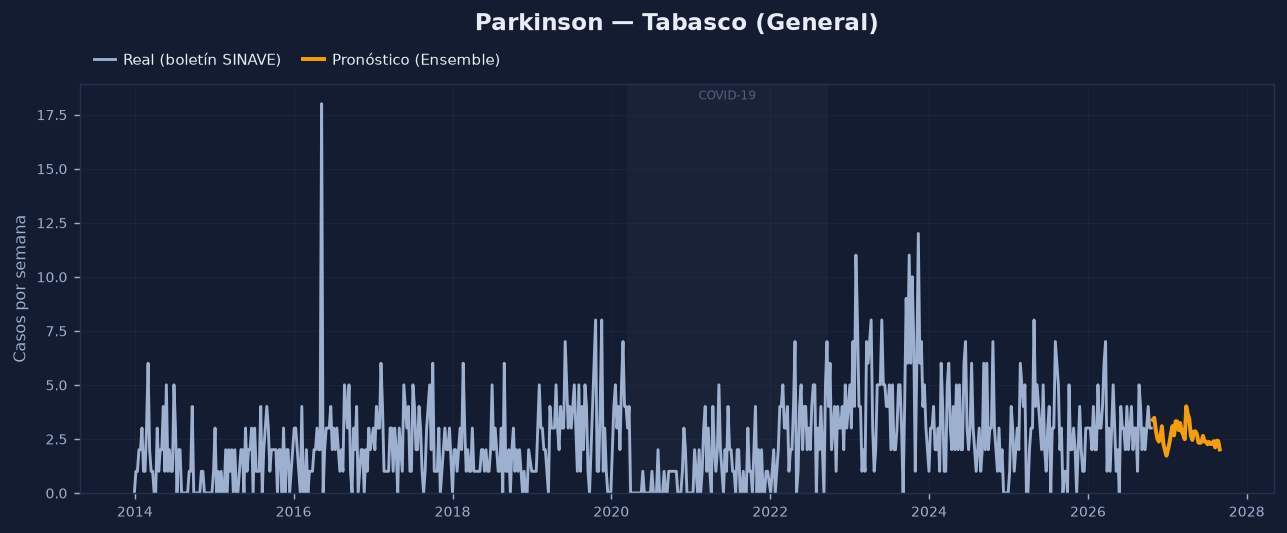 Parkinson — Tabasco (General)
Real (boletín SINAVE) Pronóstico (Ensemble)
COVID-19
Casos por semana
17.5
15.0
12.5
10.0
7.5
5.0
2.5
0.0
2014 2016 2018 2020 2022 2024 2026 2028